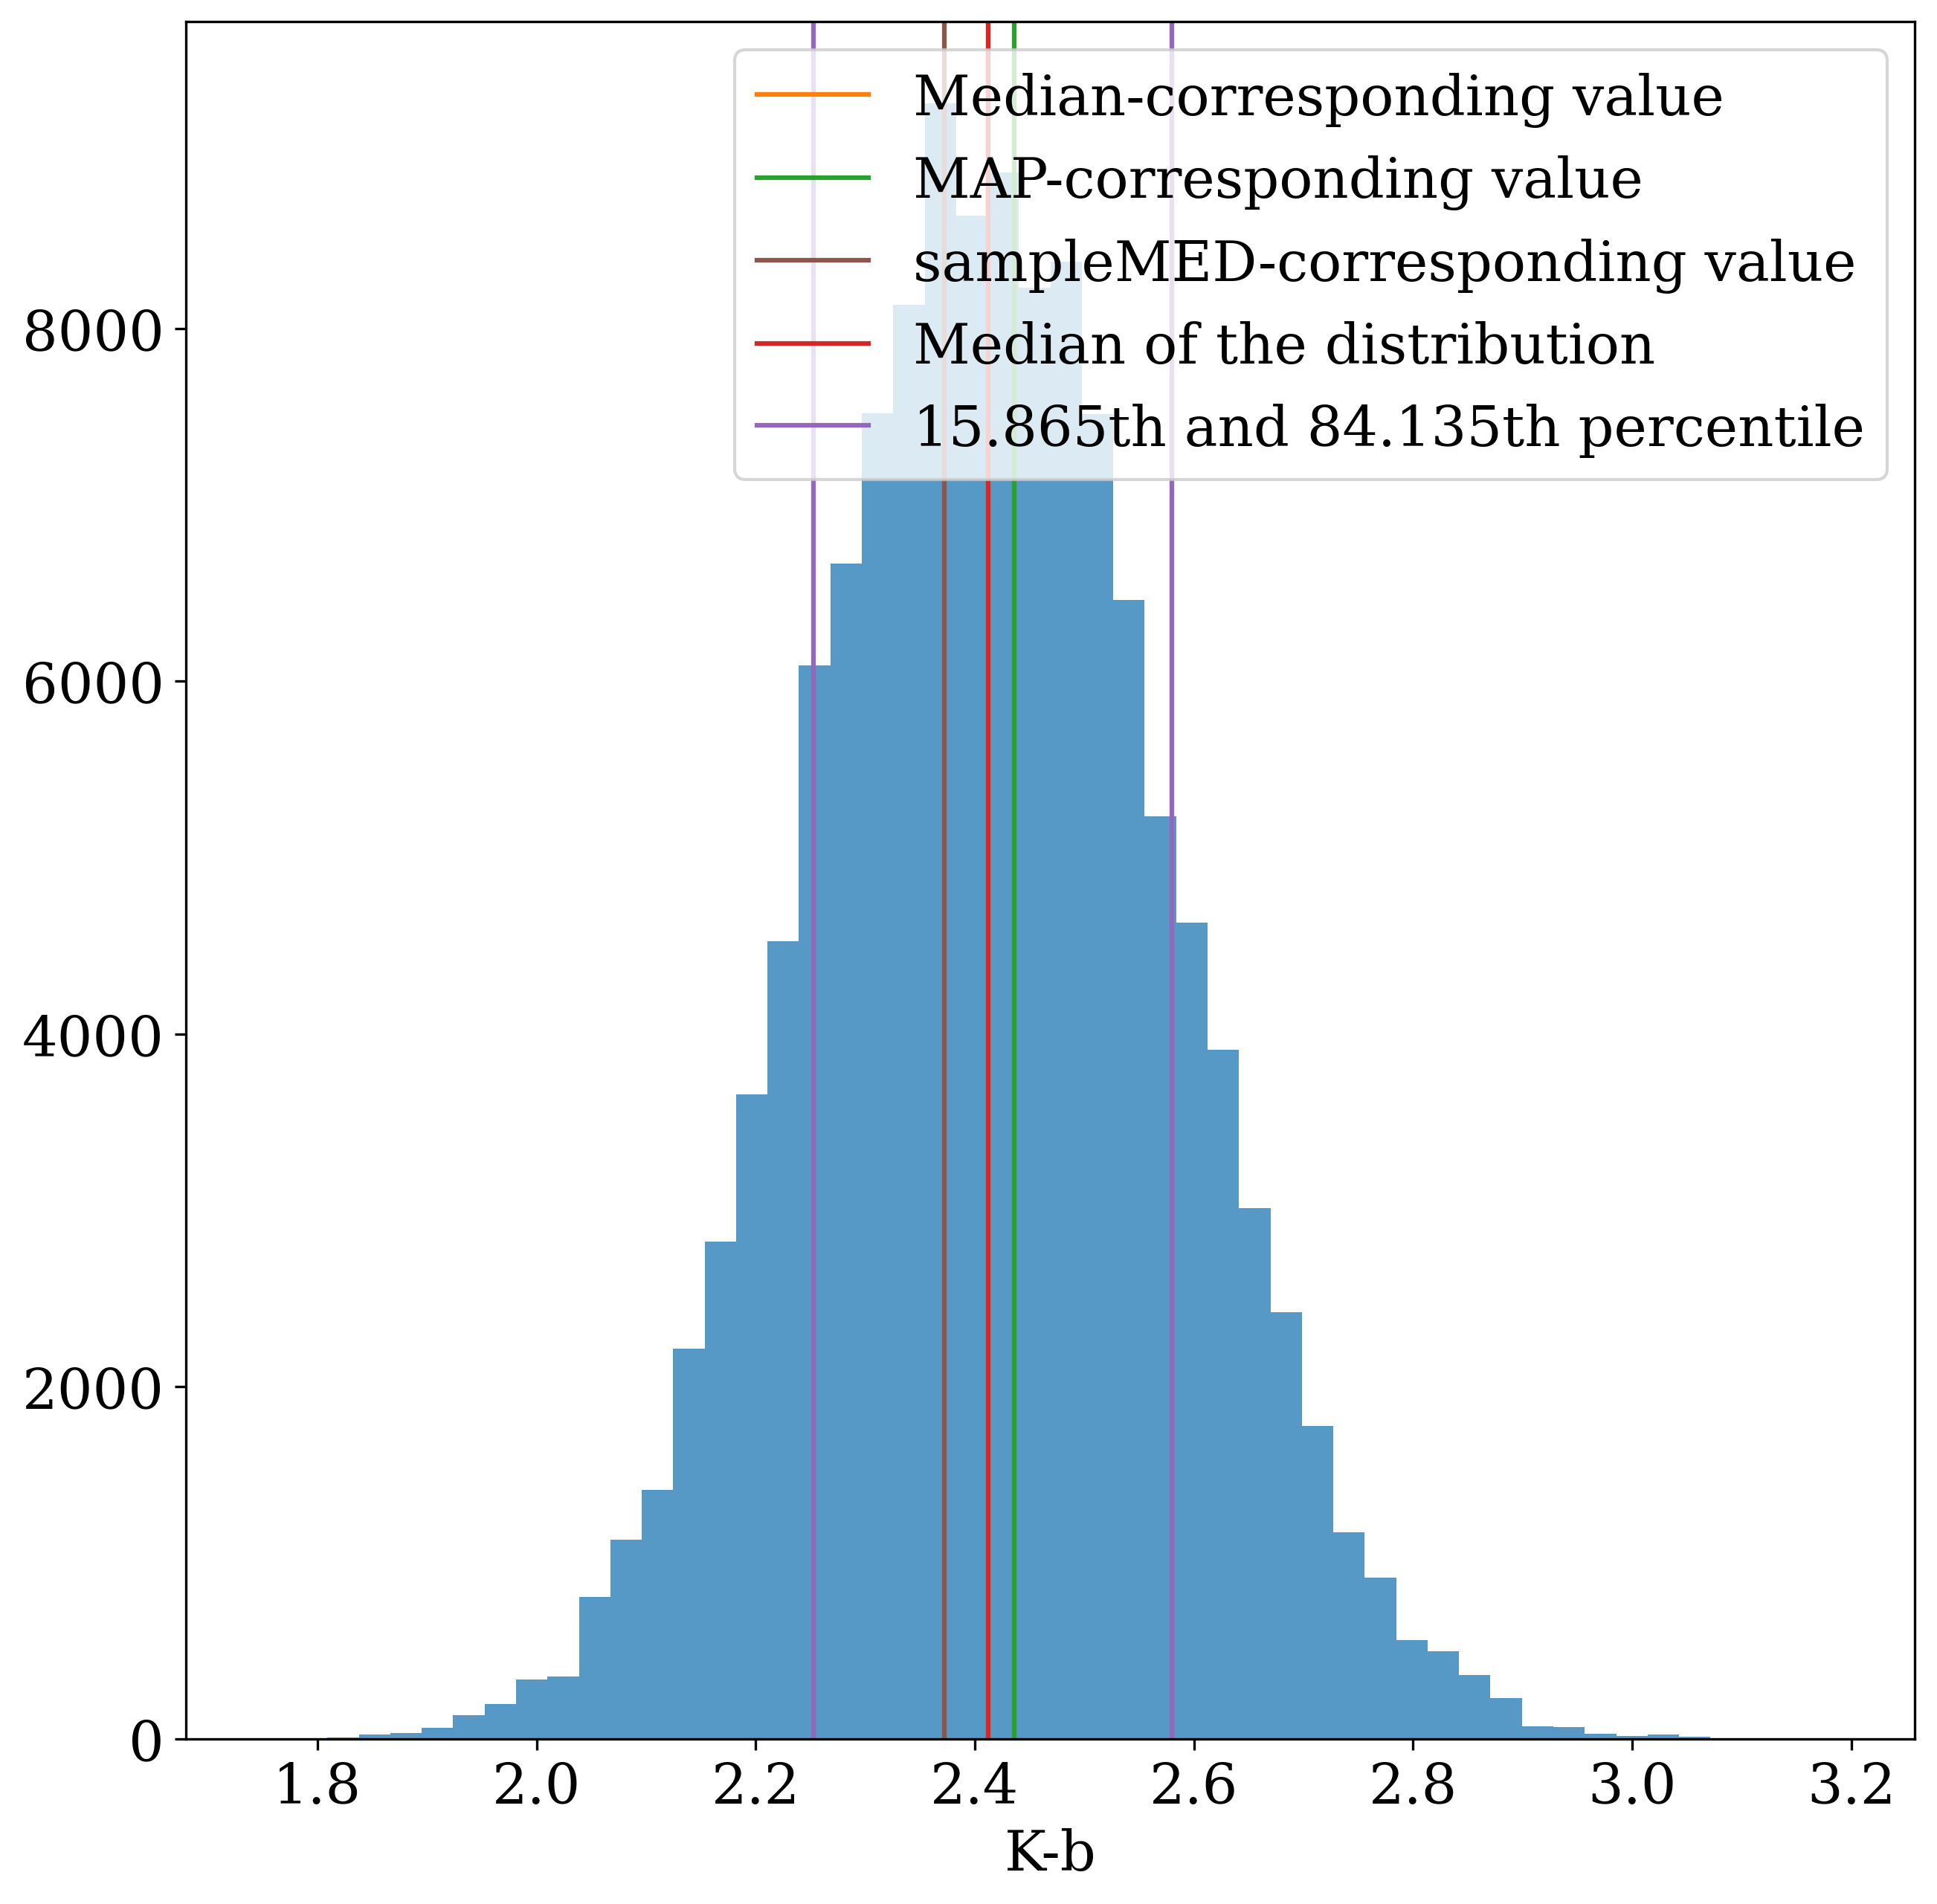 Median-corresponding value
MAP-corresponding value
sampleMED-corresponding value
Median of the distribution
15.865th and 84.135th percentile
8000
6000
4000
2000
0
1.8 2.0 2.2 2.4 2.6 2.8 3.0 3.2
K-b